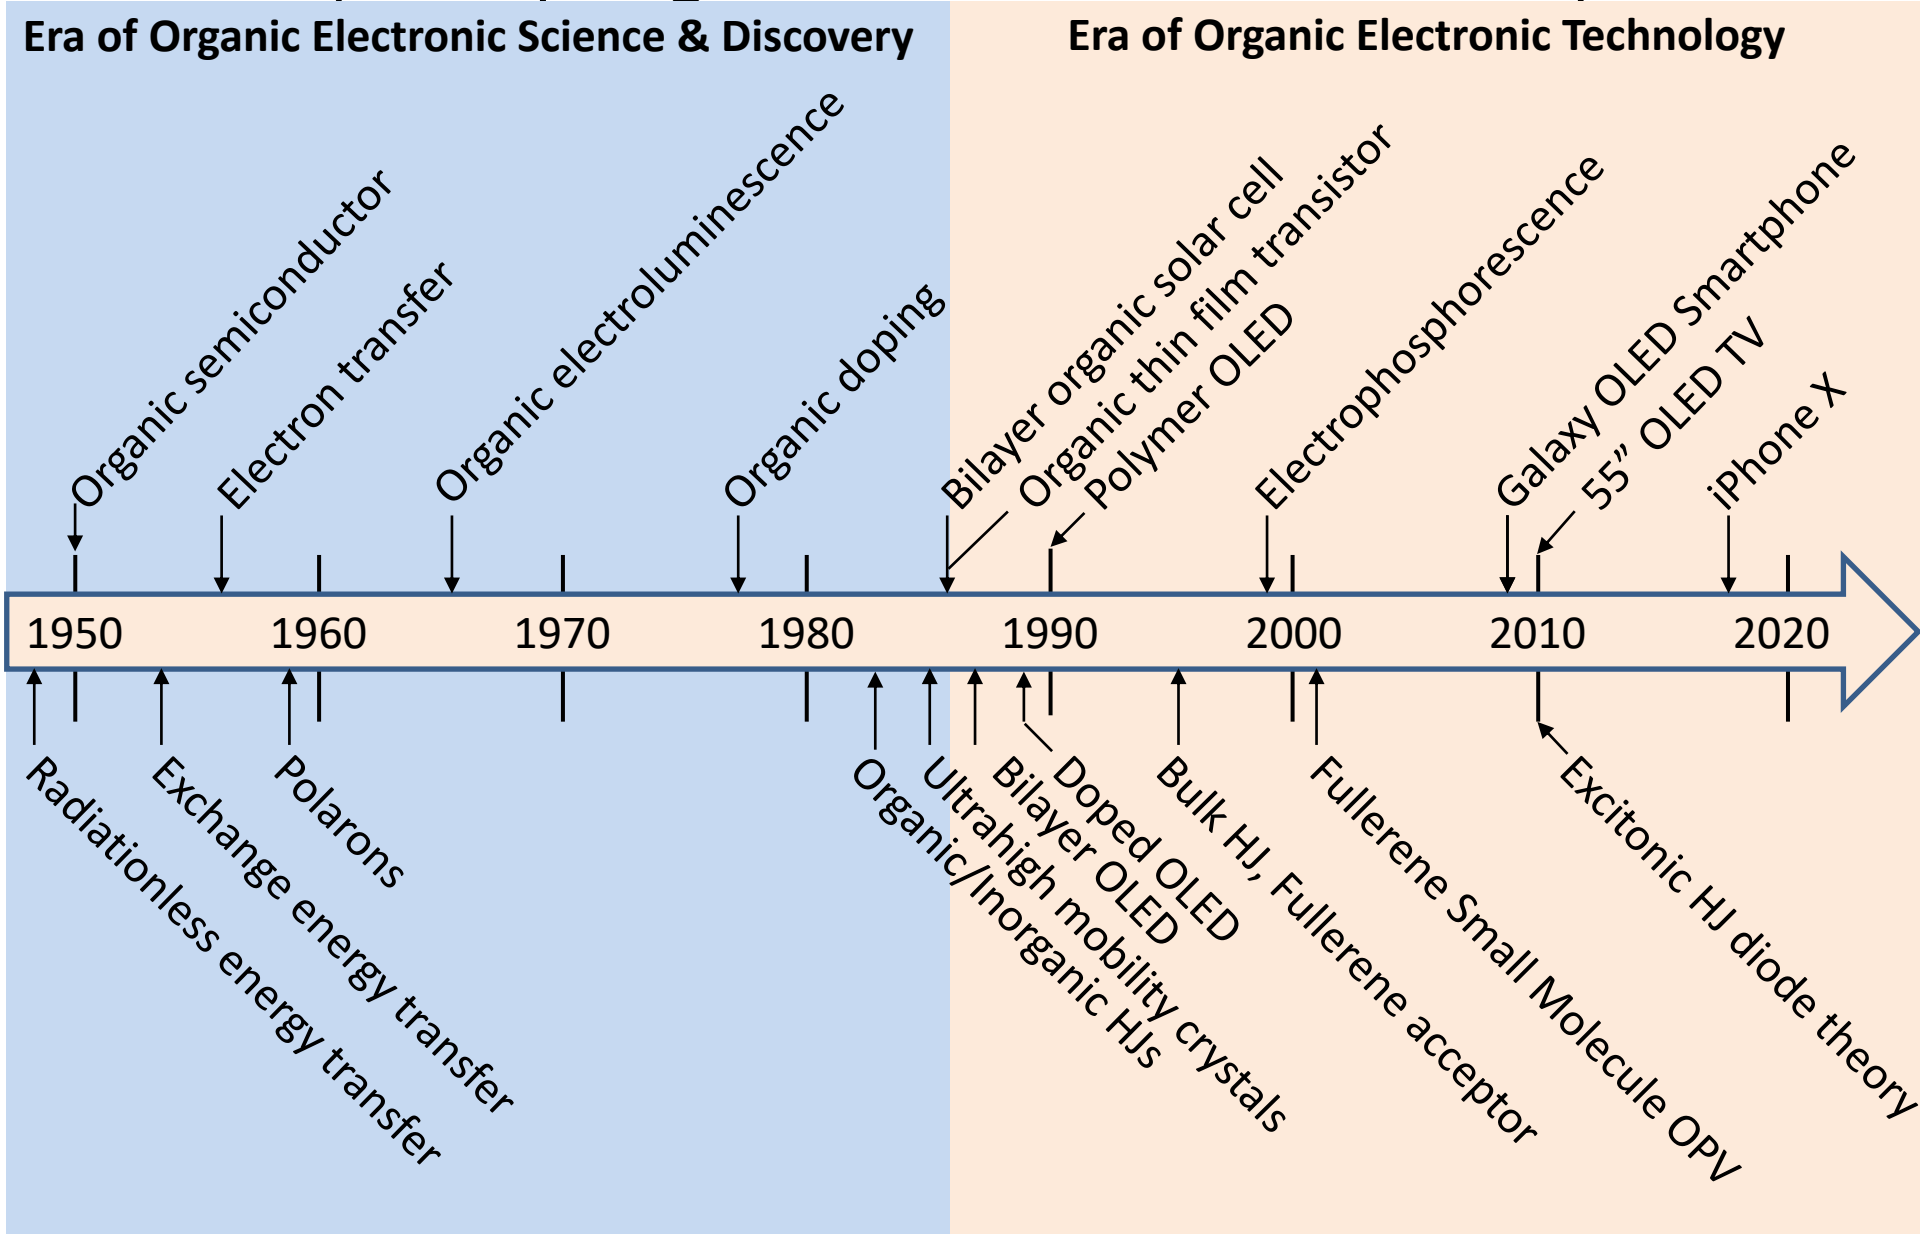 Era of Organic Electronic Science & Discovery
Era of Organic Electronic Technology
Organic semiconductor
Electron transfer
Organic electroluminescence
Organic doping
Bilayer organic solar cell
Organic thin film transistor
Polymer OLED
Electrophosphorescence
Galaxy OLED Smartphone
55” OLED TV
iPhone X
1950
1960
1970
1980
1990
2000
2010
2020
Radiationless energy transfer
Exchange energy transfer
Polarons
Organic/Inorganic HJs
Ultrahigh mobility crystals
Bilayer OLED
Doped OLED
Bulk HJ, Fullerene acceptor
Fullerene Small Molecule OPV
Excitonic HJ diode theory